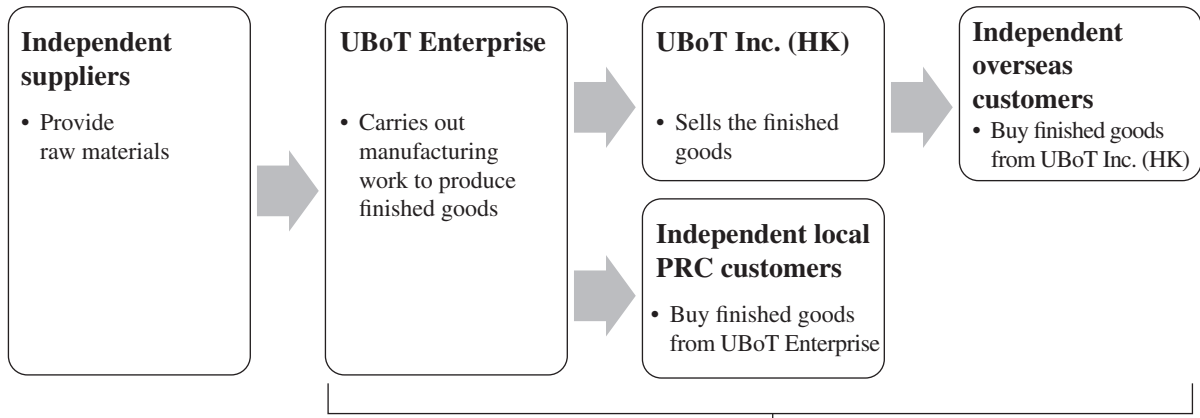 Independent
suppliers
• Provide
raw materials
UBoT Enterprise
• Carries out
manufacturing
work to produce
finished goods
UBoT Inc. (HK)
• Sells the finished
goods
Independent
overseas
customers
• Buy finished goods
from UBoT Inc. (HK)
Independent local
PRC customers
• Buy finished goods
from UBoT Enterprise